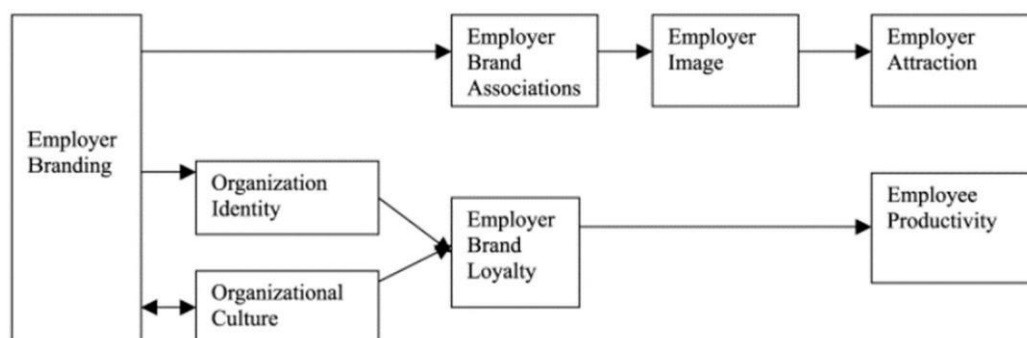 Employer
Branding
Employer
Brand
Associations
Employer
Image
Employer
Attraction
Organization
Identity
Organizational
Culture
Employer
Brand
Loyalty
Employee
Productivity